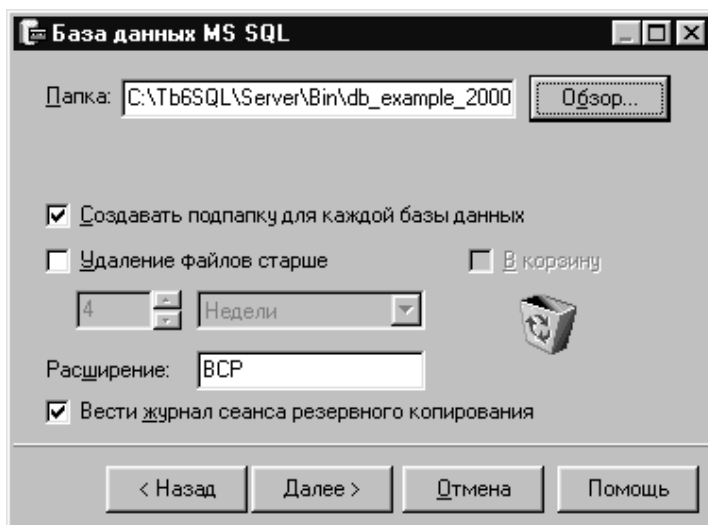 База данных MS SQL
Папка: C:\Tb6SQL\Server\Bin\db_example_2000 Обзор...
Создавать подпапку для каждой базы данных
Удаление файлов старше В корзину
4 Недели
Расширение: BCP
Вести журнал сеанса резервного копирования
< Назад Далее > Отмена Помощь